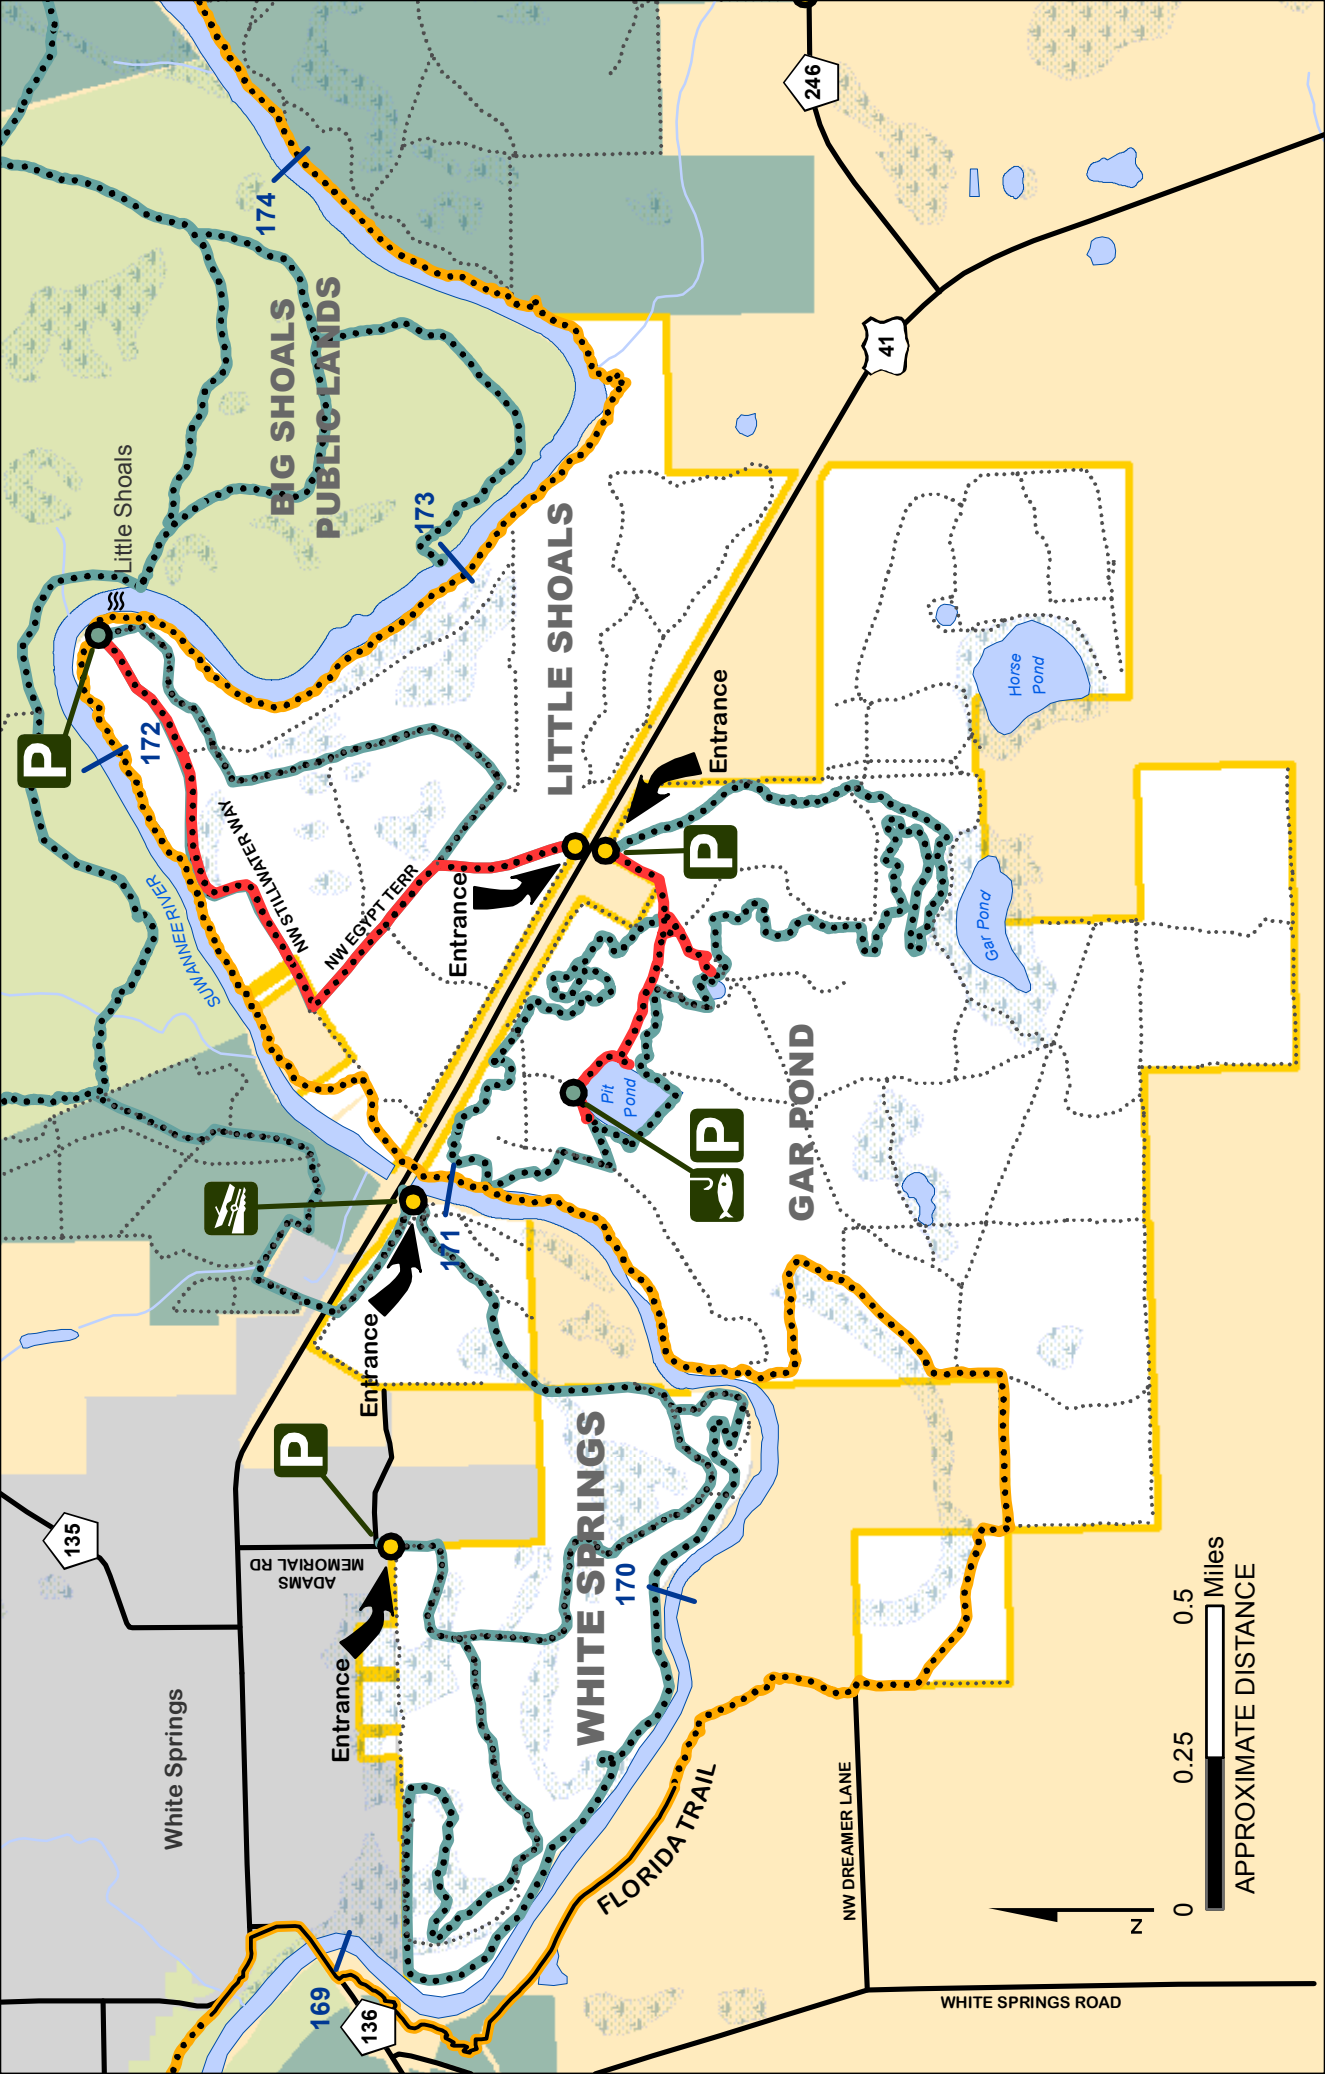 246
174
BIG SHOALS
PUBLIC LANDS
Little Shoals
41
173
P
172
LITTLE SHOALS
Entrance
Horse
Pond
NW STILLWATER WAY
NW EGYPT TERR
SUWANNEE RIVER
Entrance
P
Gar Pond
Pit
Pond
P
GAR POND
171
Entrance
P
135
ADAMS
MEMORIAL RD
WHITE SPRINGS
170
Entrance
White Springs
FLORIDA TRAIL
NW DREAMER LANE
169
136
WHITE SPRINGS ROAD
N
0
0.25
0.5
Miles
APPROXIMATE DISTANCE